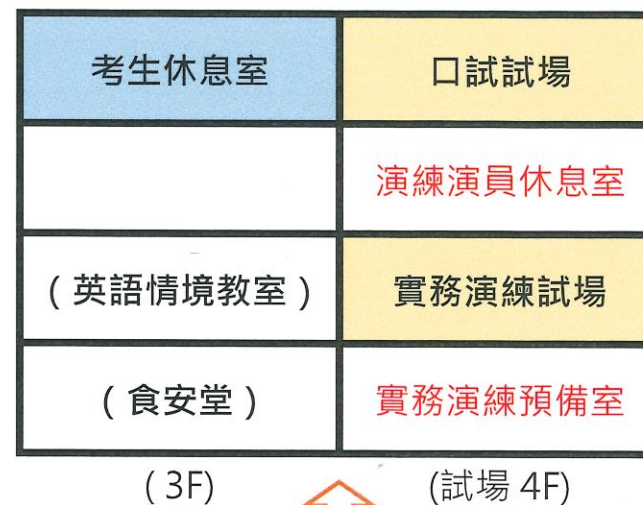 考生休息室 口試試場
演練演員休息室
(英語情境教室) 實務演練試場
(食安堂) 實務演練預備室
(3F) (試場 4F)